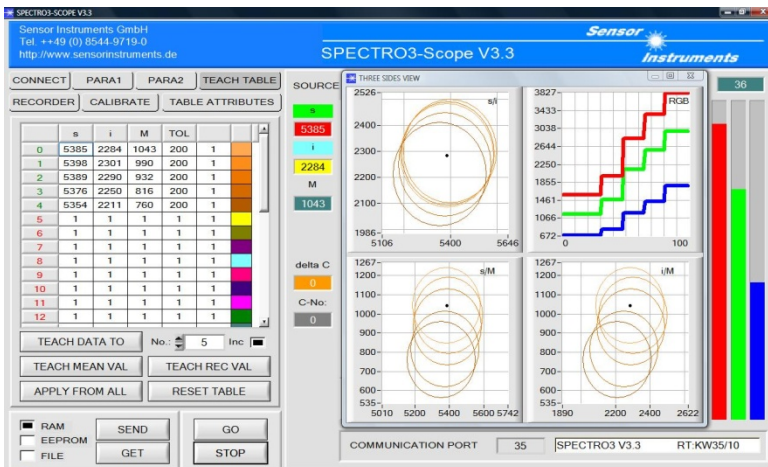 SPECTRO3-SCOPE V3.3
Sensor Instruments GmbH
Tel. ++49 (0) 8544-9719-0
http://www.sensorinstruments.de
SPECTRO3-Scope V3.3
Sensor
Instruments
CONNECT PARA1 PARA2 TEACH TABLE
RECORDER CALIBRATE TABLE ATTRIBUTES
s i M TOL
0 5385 2284 1043 200 1
1 5398 2301 990 200 1
2 5389 2290 932 200 1
3 5376 2250 816 200 1
4 5354 2211 760 200 1
5 1 1 1 1 1
6 1 1 1 1 1
7 1 1 1 1 1
8 1 1 1 1 1
9 1 1 1 1 1
10 1 1 1 1 1
11 1 1 1 1 1
12 1 1 1 1 1
TEACH DATA TO No.: 5 Inc
TEACH MEAN VAL TEACH REC VAL
APPLY FROM ALL RESET TABLE
RAM
EEPROM
FILE
SEND GO
GET STOP
SOURCE
s
5385
i
2284
M
1043
delta C
0
C-No:
0
THREE SIDES VIEW
36
s/i
2526
2400
2300
2200
2100
1986
5106 5400 5646
RGB
3827
3433
3038
2644
2250
1855
1461
1066
672
0 100
s/M
1267
1200
1100
1000
900
800
700
600
535
5010 5200 5400 5600 5742
i/M
1267
1200
1100
1000
900
800
700
600
535
1890 2200 2400 2622
COMMUNICATION PORT 35 SPECTRO3 V3.3 RT:KW35/10